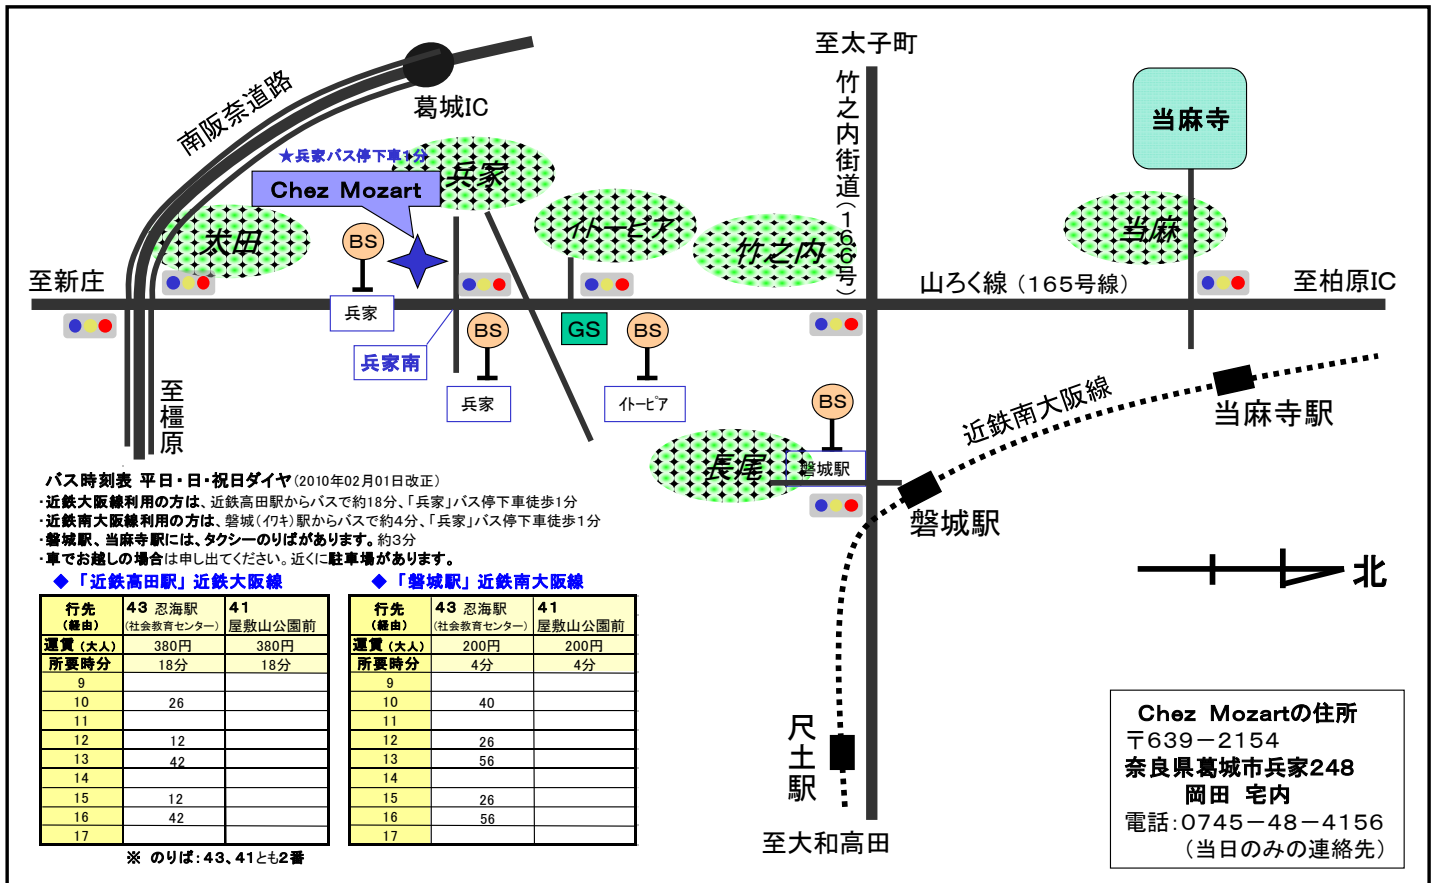 至太子町
竹之内街道(166号)
当麻寺
南阪奈道路
葛城IC
★兵家バス停下車1分
Chez Mozart
兵家
太田
イトーピア
竹之内
当麻
BS
至新庄
山ろく線（165号線）
至柏原IC
兵家
兵家南
BS
GS
BS
兵家
イトーピア
至橿原
BS
近鉄南大阪線
当麻寺駅
長尾
磐城駅
磐城駅
北
尺土駅
至大和高田
バス時刻表 平日・日・祝日ダイヤ(2010年02月01日改正)
・近鉄大阪線利用の方は、近鉄高田駅からバスで約18分、「兵家」バス停下車徒歩1分
・近鉄南大阪線利用の方は、磐城(イワキ)駅からバスで約4分、「兵家」バス停下車徒歩1分
・磐城駅、当麻寺駅には、タクシーのりばがあります。約3分
・車でお越しの場合は申し出てください。近くに駐車場があります。
◆ 「近鉄高田駅」近鉄大阪線
行先(経由) 43 忍海駅(社会教育センター) 41 屋敷山公園前
運賃(大人) 380円 380円
所要時分 18分 18分
9
10 26
11
12 12
13 42
14
15 12
16 42
17
※ のりば：43、41とも2番
◆ 「磐城駅」近鉄南大阪線
行先(経由) 43 忍海駅(社会教育センター) 41 屋敷山公園前
運賃(大人) 200円 200円
所要時分 4分 4分
9
10 40
11
12 26
13 56
14
15 26
16 56
17
Chez Mozartの住所
〒639－2154
奈良県葛城市兵家248
岡田 宅内
電話：0745－48－4156
（当日のみの連絡先）